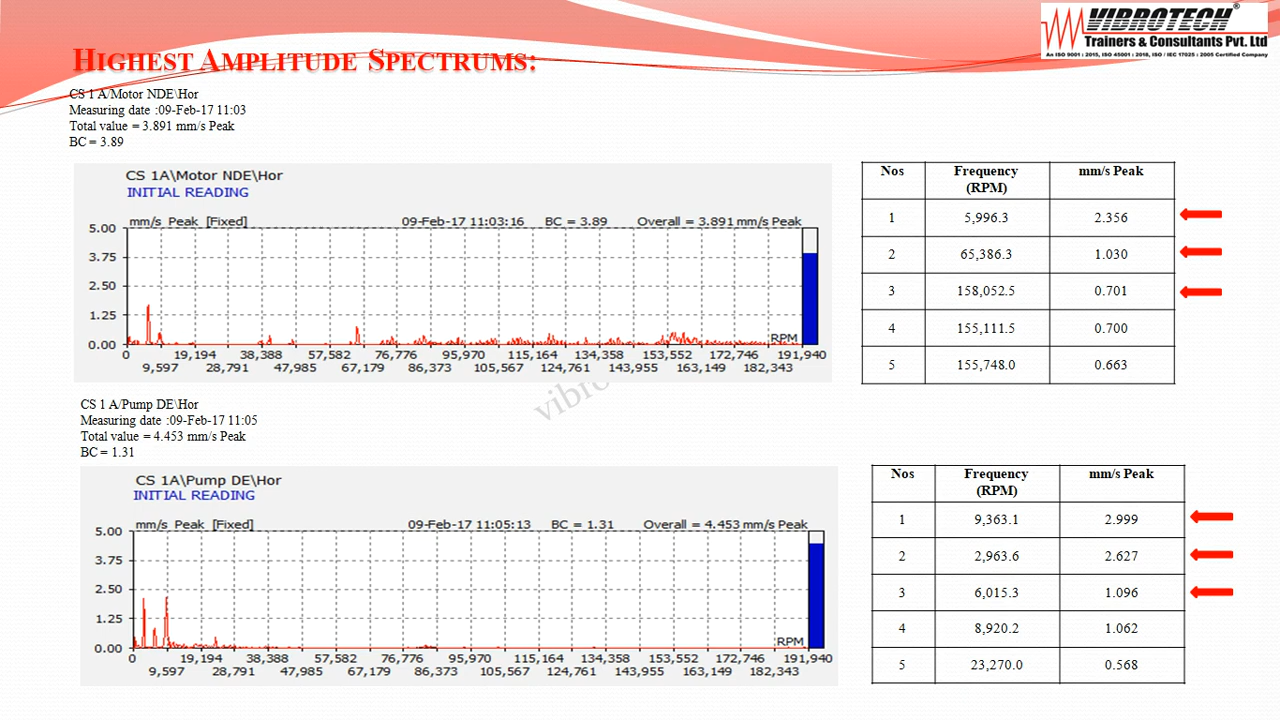 VIBROTECH®
Trainers & Consultants Pvt. Ltd
An ISO 9001 : 2015, ISO 45001 : 2018, ISO / IEC 17025 : 2005 Certified Company
HIGHEST AMPLITUDE SPECTRUMS:
CS 1 A/Motor NDE\Hor
Measuring date :09-Feb-17 11:03
Total value = 3.891 mm/s Peak
BC = 3.89
CS 1A\Motor NDE\Hor
INITIAL READING
mm/s Peak [Fixed] 09-Feb-17 11:03:16 BC = 3.89 Overall = 3.891 mm/s Peak
5.00
3.75
2.50
1.25
0.00
RPM
0 19,194 38,388 57,582 76,776 95,970 115,164 134,358 153,552 172,746 191,940
9,597 28,791 47,985 67,179 86,373 105,567 124,761 143,955 163,149 182,343
Nos Frequency (RPM) mm/s Peak
1 5,996.3 2.356
2 65,386.3 1.030
3 158,052.5 0.701
4 155,111.5 0.700
5 155,748.0 0.663
vibro
CS 1 A/Pump DE\Hor
Measuring date :09-Feb-17 11:05
Total value = 4.453 mm/s Peak
BC = 1.31
CS 1A\Pump DE\Hor
INITIAL READING
mm/s Peak [Fixed] 09-Feb-17 11:05:13 BC = 1.31 Overall = 4.453 mm/s Peak
5.00
3.75
2.50
1.25
0.00
RPM
0 19,194 38,388 57,582 76,776 95,970 115,164 134,358 153,552 172,746 191,940
9,597 28,791 47,985 67,179 86,373 105,567 124,761 143,955 163,149 182,343
Nos Frequency (RPM) mm/s Peak
1 9,363.1 2.999
2 2,963.6 2.627
3 6,015.3 1.096
4 8,920.2 1.062
5 23,270.0 0.568